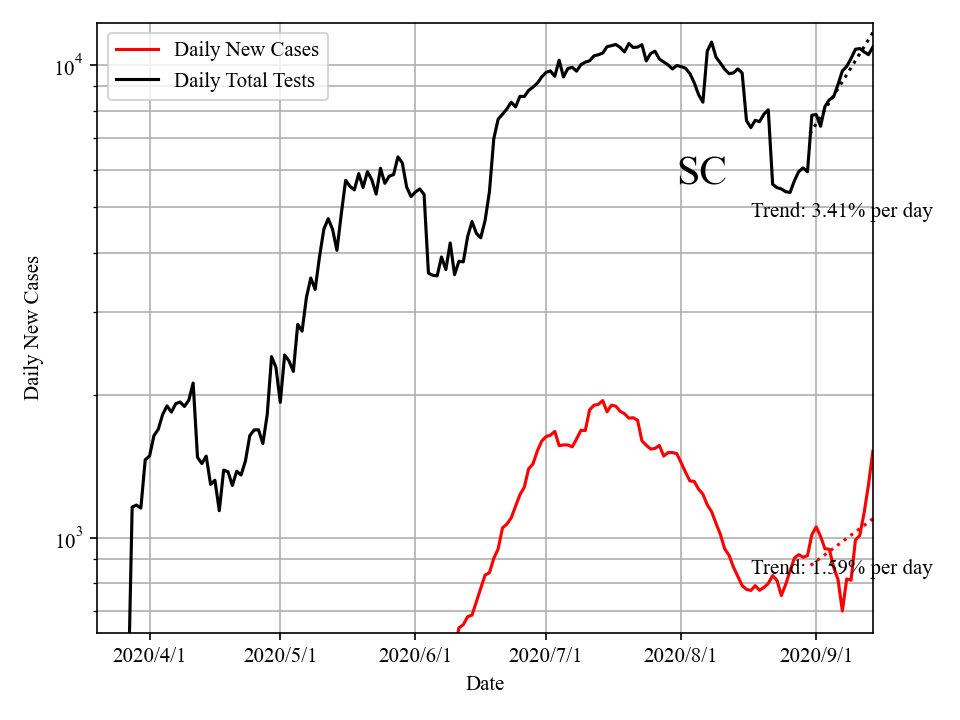 Daily New Cases
Daily Total Tests
10^4
SC
Trend: 3.41% per day
Daily New Cases
10^3
Trend: 1.59% per day
2020/4/1 2020/5/1 2020/6/1 2020/7/1 2020/8/1 2020/9/1
Date